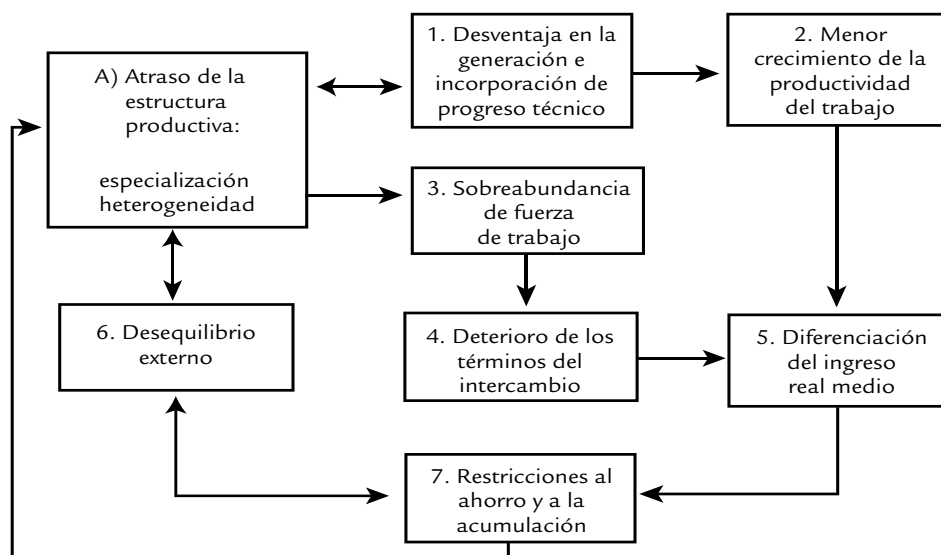 A) Atraso de la
estructura
productiva:
especialización
heterogeneidad
1. Desventaja en la
generación e
incorporación de
progreso técnico
2. Menor
crecimiento de la
productividad
del trabajo
3. Sobreabundancia
de fuerza
de trabajo
6. Desequilibrio
externo
4. Deterioro de los
términos del
intercambio
5. Diferenciación
del ingreso
real medio
7. Restricciones al
ahorro y a la
acumulación